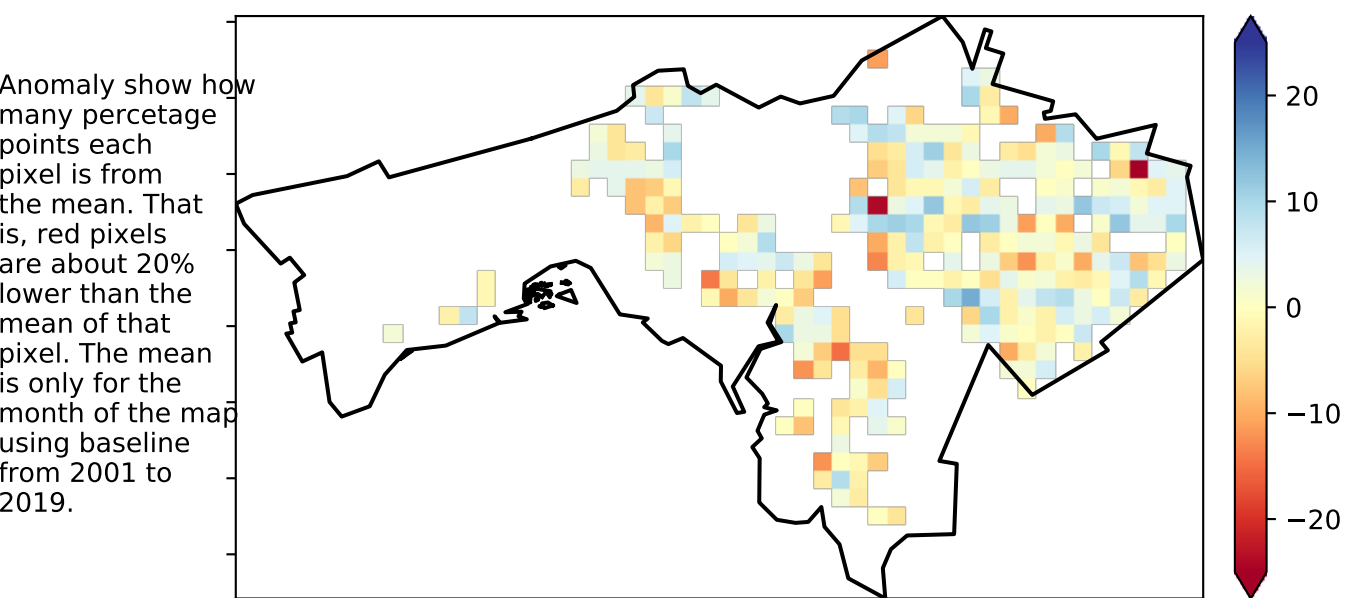 Anomaly show how
many percetage
points each
pixel is from
the mean. That
is, red pixels
are about 20%
lower than the
mean of that
pixel. The mean
is only for the
month of the map
using baseline
from 2001 to
2019.
20
10
0
−10
−20